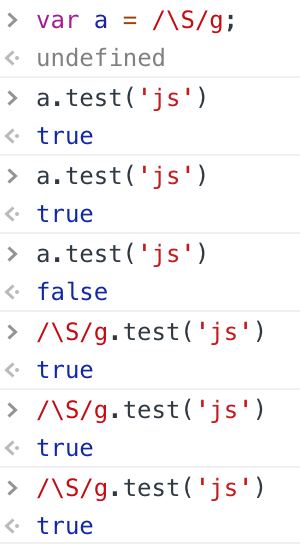 > var a = /\S/g;
undefined
> a.test('js')
true
> a.test('js')
true
> a.test('js')
false
> /\S/g.test('js')
true
> /\S/g.test('js')
true
> /\S/g.test('js')
true